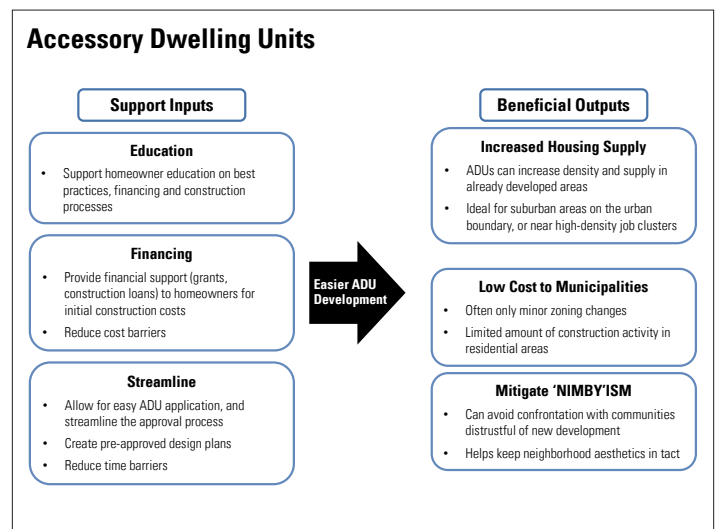 Accessory Dwelling Units
Support Inputs
Education
• Support homeowner education on best
practices, financing and construction
processes
Financing
• Provide financial support (grants,
construction loans) to homeowners for
initial construction costs
• Reduce cost barriers
Streamline
• Allow for easy ADU application, and
streamline the approval process
• Create pre-approved design plans
• Reduce time barriers
Easier ADU
Development
Beneficial Outputs
Increased Housing Supply
• ADUs can increase density and supply in
already developed areas
• Ideal for suburban areas on the urban
boundary, or near high-density job clusters
Low Cost to Municipalities
• Often only minor zoning changes
• Limited amount of construction activity in
residential areas
Mitigate ‘NIMBY’ISM
• Can avoid confrontation with communities
distrustful of new development
• Helps keep neighborhood aesthetics in tact